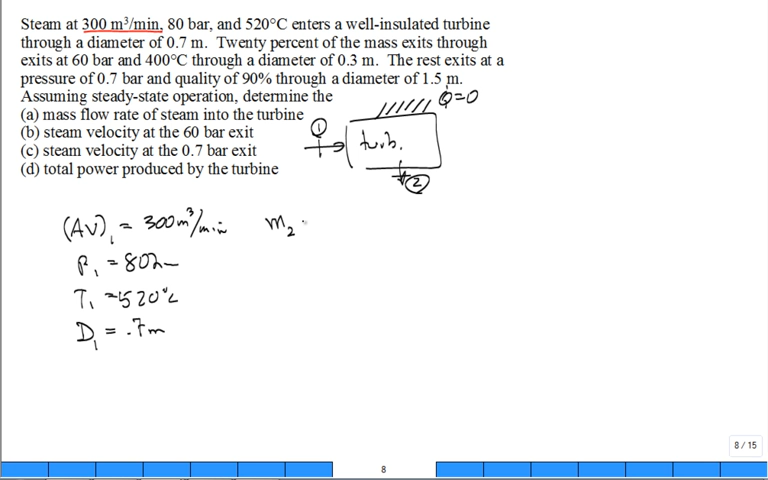 Steam at 300 m³/min, 80 bar, and 520°C enters a well-insulated turbine
through a diameter of 0.7 m. Twenty percent of the mass exits through
exits at 60 bar and 400°C through a diameter of 0.3 m. The rest exits at a
pressure of 0.7 bar and quality of 90% through a diameter of 1.5 m.
Assuming steady-state operation, determine the
(a) mass flow rate of steam into the turbine
(b) steam velocity at the 60 bar exit
(c) steam velocity at the 0.7 bar exit
(d) total power produced by the turbine
Q=0
1
turb.
2
(AV)₁ = 300 m³/min m₂
P₁ = 80
T₁ = 520°C
D₁ = .7m
8 / 15
8